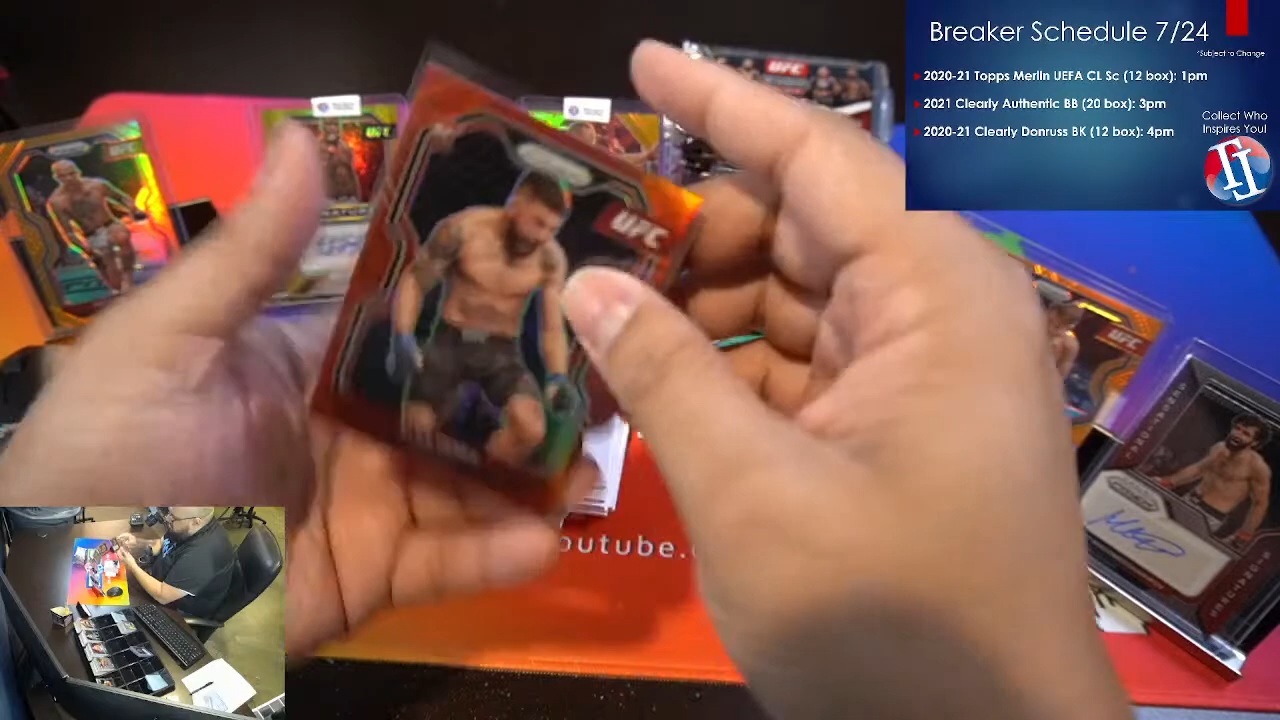 Breaker Schedule 7/24
*Subject to Change
2020-21 Topps Merlin UEFA CL Sc (12 box): 1pm
2021 Clearly Authentic BB (20 box): 3pm
2020-21 Clearly Donruss BK (12 box): 4pm
Collect Who
Inspires You!
UFC
UFC
UFC
UFC
UFC
outube.